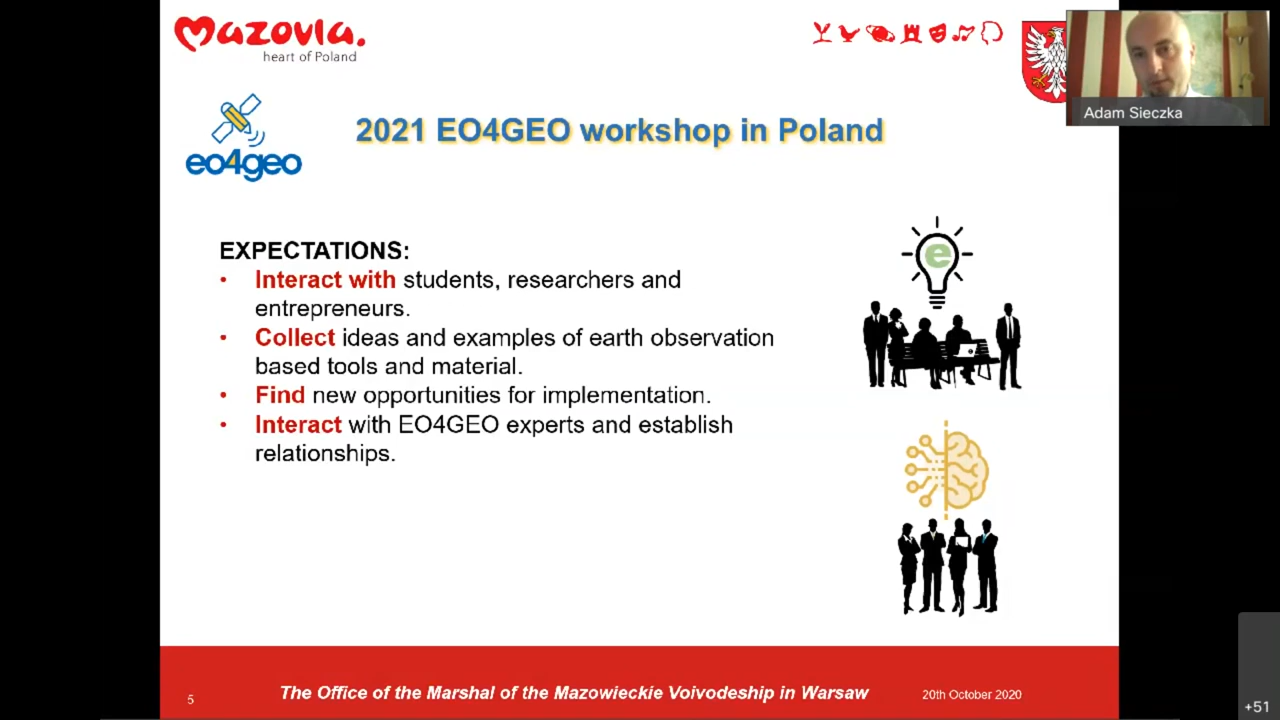 Mazovia.
heart of Poland
Adam Sieczka
eo4geo
2021 EO4GEO workshop in Poland
EXPECTATIONS:
• Interact with students, researchers and
entrepreneurs.
• Collect ideas and examples of earth observation
based tools and material.
• Find new opportunities for implementation.
• Interact with EO4GEO experts and establish
relationships.
e
5
The Office of the Marshal of the Mazowieckie Voivodeship in Warsaw
20th October 2020
+51